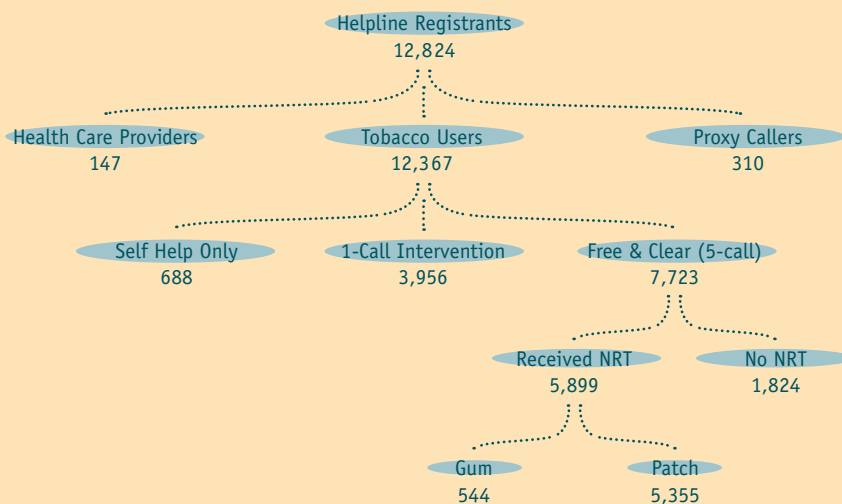 Helpline Registrants
12,824
Health Care Providers
147
Tobacco Users
12,367
Proxy Callers
310
Self Help Only
688
1-Call Intervention
3,956
Free & Clear (5-call)
7,723
Received NRT
5,899
No NRT
1,824
Gum
544
Patch
5,355